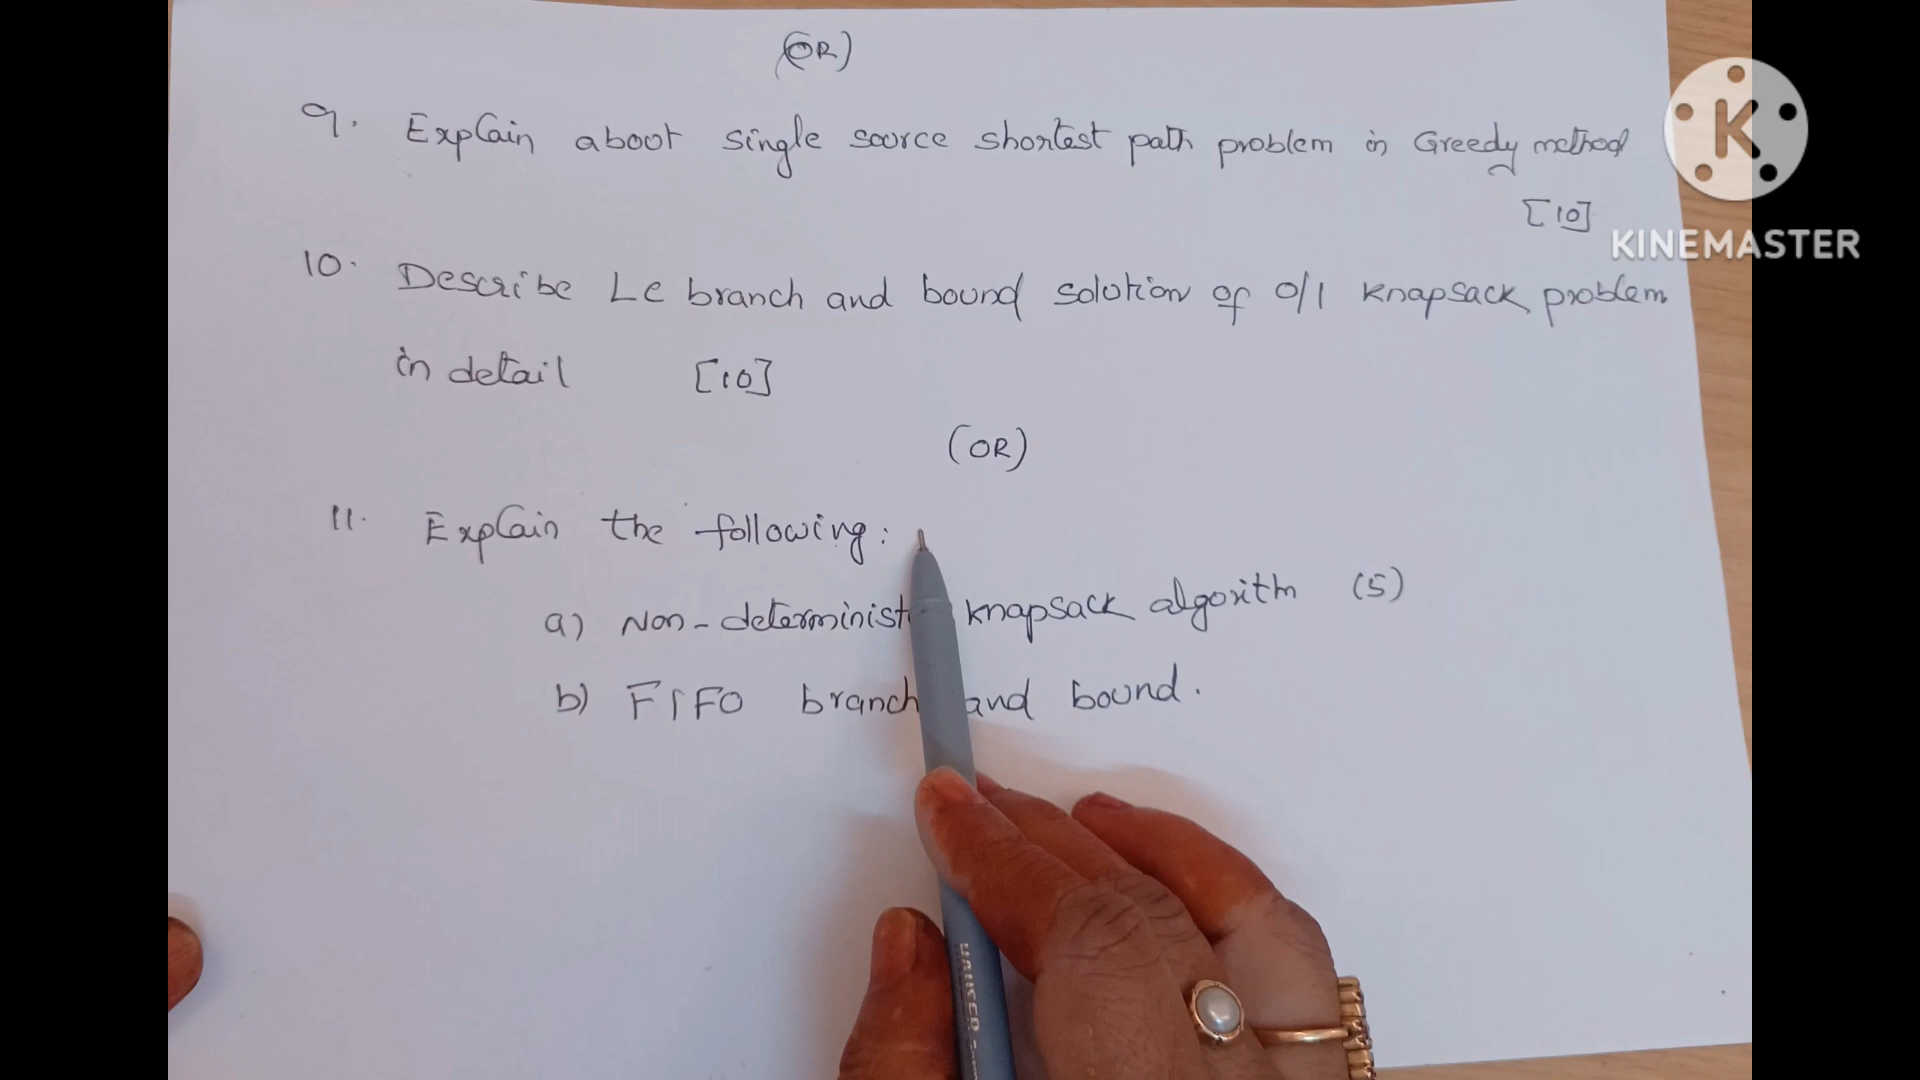 (OR)
9. Explain about single source shortest path problem in Greedy method
[10]
KINEMASTER
10. Describe LC branch and bound solution of 0/1 knapsack problem
in detail [10]
(OR)
11. Explain the following:
a) Non-determinist knapsack algorithm (5)
b) FIFO branch and bound.